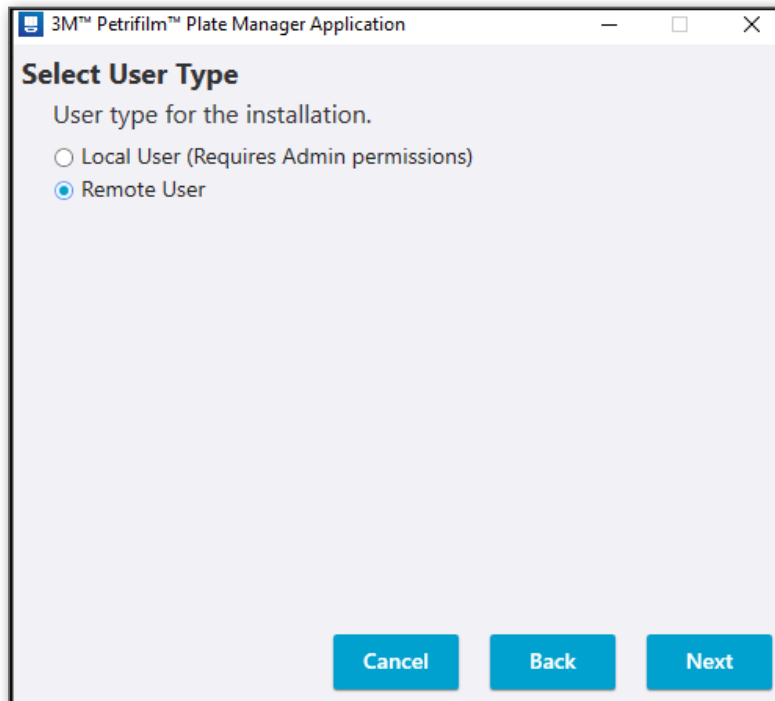 3M™ Petrifilm™ Plate Manager Application
Select User Type
User type for the installation.
Local User (Requires Admin permissions)
Remote User
Cancel Back Next